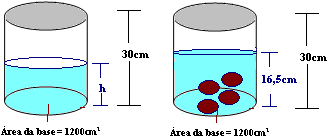 30cm
h
Área da base = 1200cm²
30cm
16,5cm
Área da base = 1200cm²